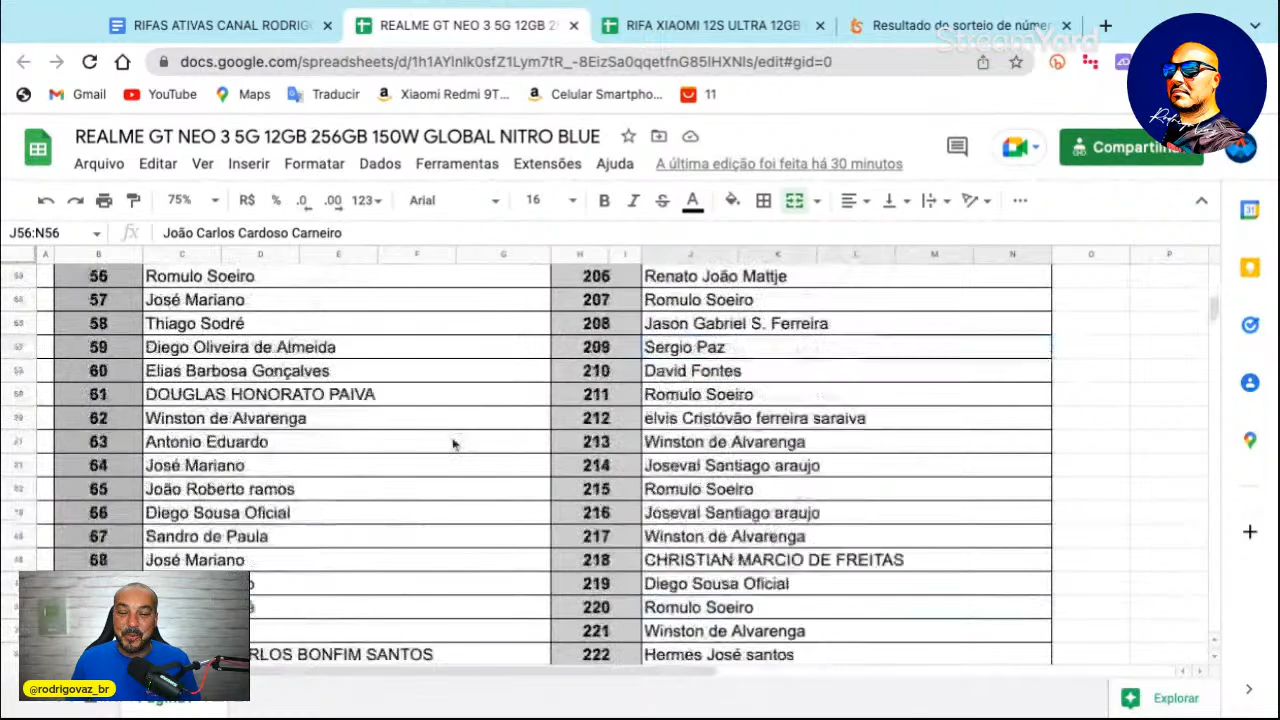 RIFAS ATIVAS CANAL RODRIGO
REALME GT NEO 3 5G 12GB 2
RIFA XIAOMI 12S ULTRA 12GB
Resultado do sorteio de núme
StreamYard
docs.google.com/spreadsheets/d/1h1AYlnlk0sfZ1Lym7tR_-8EizSa0qqetfnG85IHXNIs/edit#gid=0
Gmail YouTube Maps Traducir Xiaomi Redmi 9T... Celular Smartpho... 11
REALME GT NEO 3 5G 12GB 256GB 150W GLOBAL NITRO BLUE
Compartilh
Arquivo Editar Ver Inserir Formatar Dados Ferramentas Extensões Ajuda A última edição foi feita há 30 minutos
75% R$ % .0 .00 123 Arial 16 B I S A
J56:N56 fx João Carlos Cardoso Carneiro
A B C D E F G H I J K L M N O P
56 Romulo Soeiro 206 Renato João Mattje
57 José Mariano 207 Romulo Soeiro
58 Thiago Sodré 208 Jason Gabriel S. Ferreira
59 Diego Oliveira de Almeida 209 Sergio Paz
60 Elias Barbosa Gonçalves 210 David Fontes
61 DOUGLAS HONORATO PAIVA 211 Romulo Soeiro
62 Winston de Alvarenga 212 elvis Cristóvão ferreira saraiva
63 Antonio Eduardo 213 Winston de Alvarenga
64 José Mariano 214 Joseval Santiago araujo
65 João Roberto ramos 215 Romulo Soeiro
66 Diego Sousa Oficial 216 Joseval Santiago araujo
67 Sandro de Paula 217 Winston de Alvarenga
68 José Mariano 218 CHRISTIAN MARCIO DE FREITAS
219 Diego Sousa Oficial
220 Romulo Soeiro
221 Winston de Alvarenga
RLOS BONFIM SANTOS 222 Hermes José santos
@rodrigovaz_br
Explorar